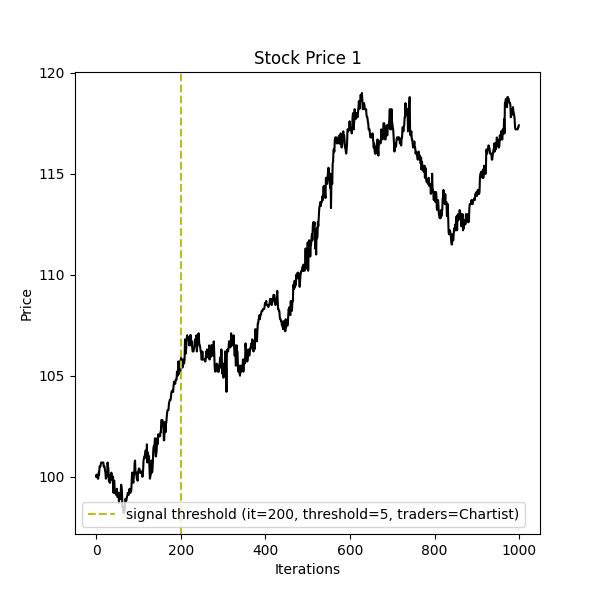 Stock Price 1
120
115
110
105
100
Price
signal threshold (it=200, threshold=5, traders=Chartist)
0 200 400 600 800 1000
Iterations